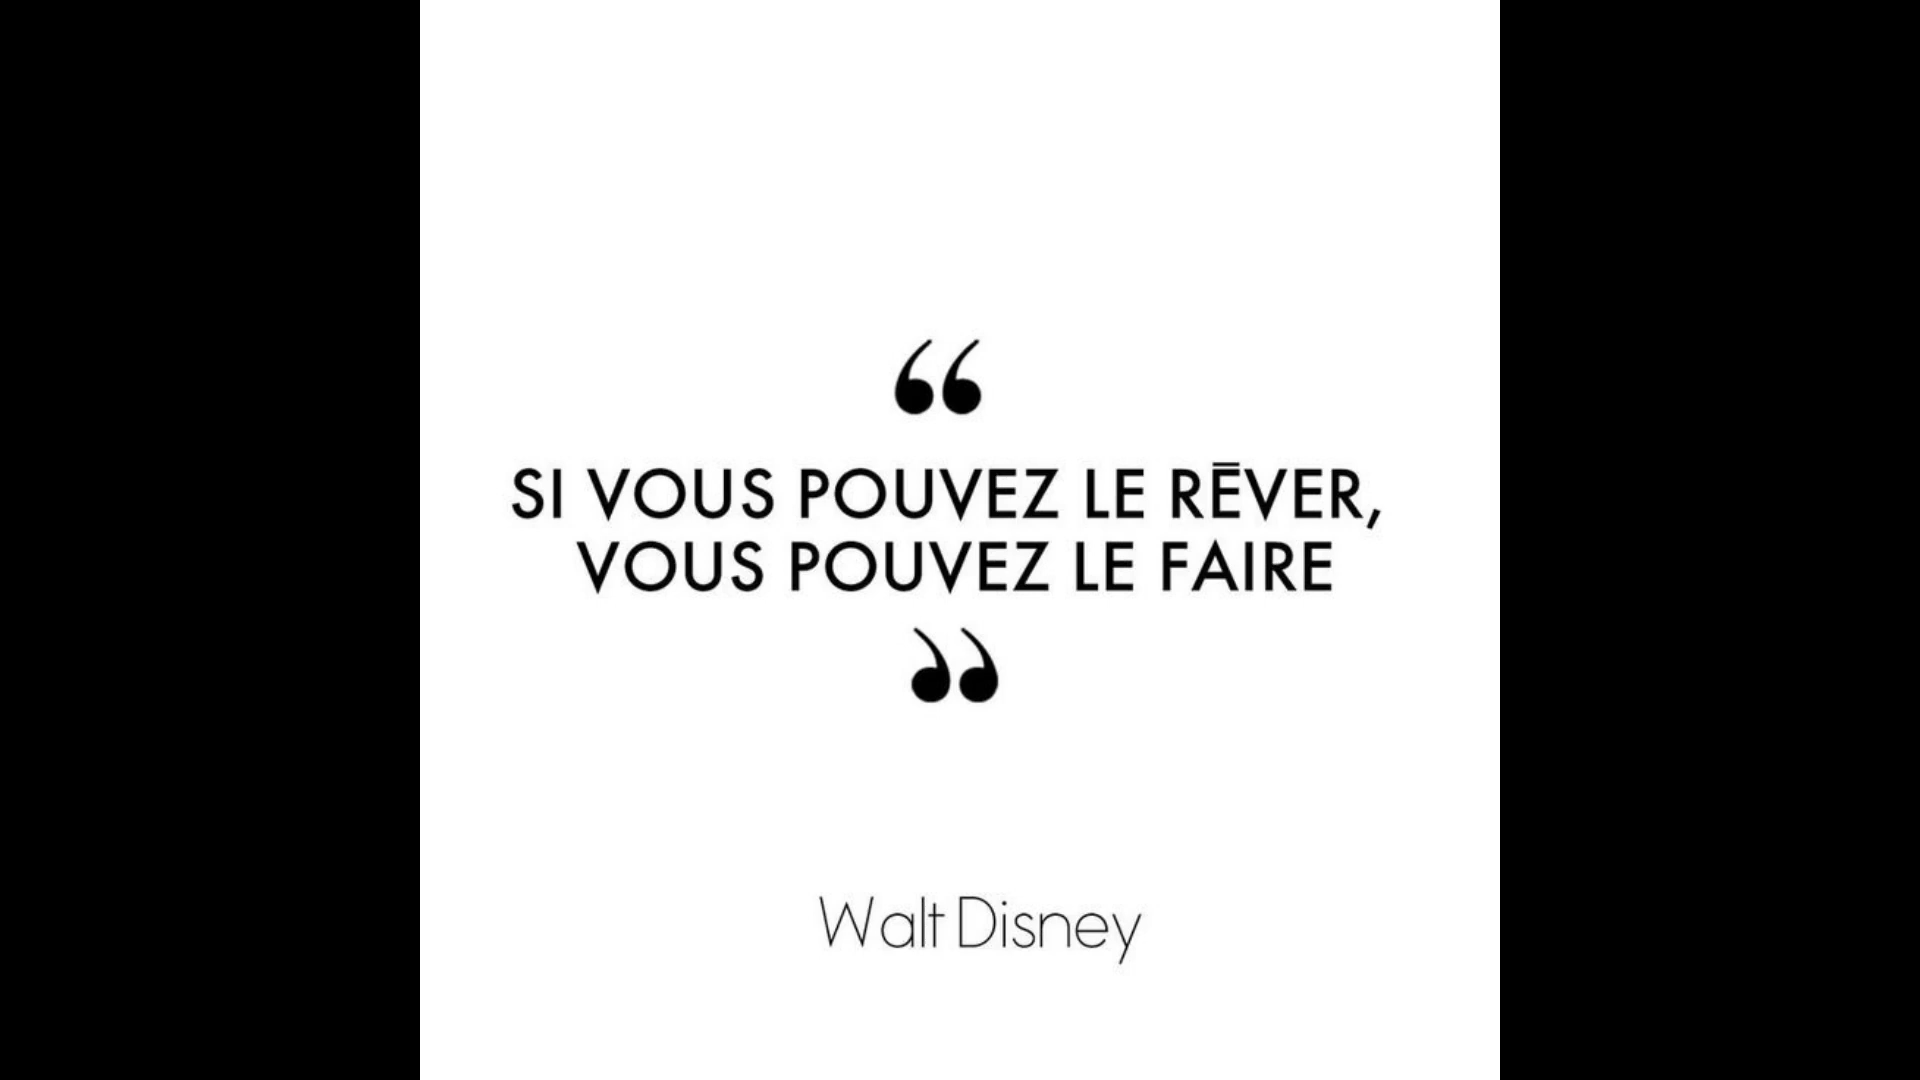 “
SI VOUS POUVEZ LE RĒVER,
VOUS POUVEZ LE FAIRE
”
Walt Disney